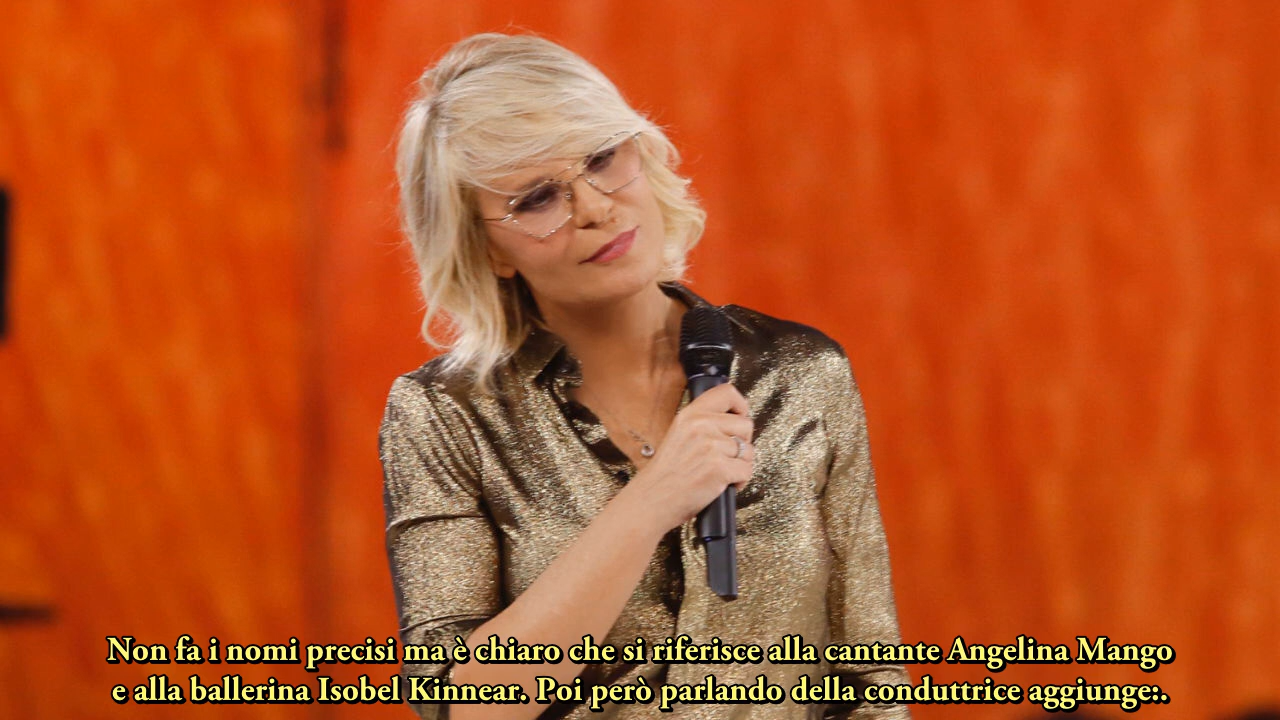 Non fa i nomi precisi ma è chiaro che si riferisce alla cantante Angelina Mango
e alla ballerina Isobel Kinnear. Poi però parlando della conduttrice aggiunge:.